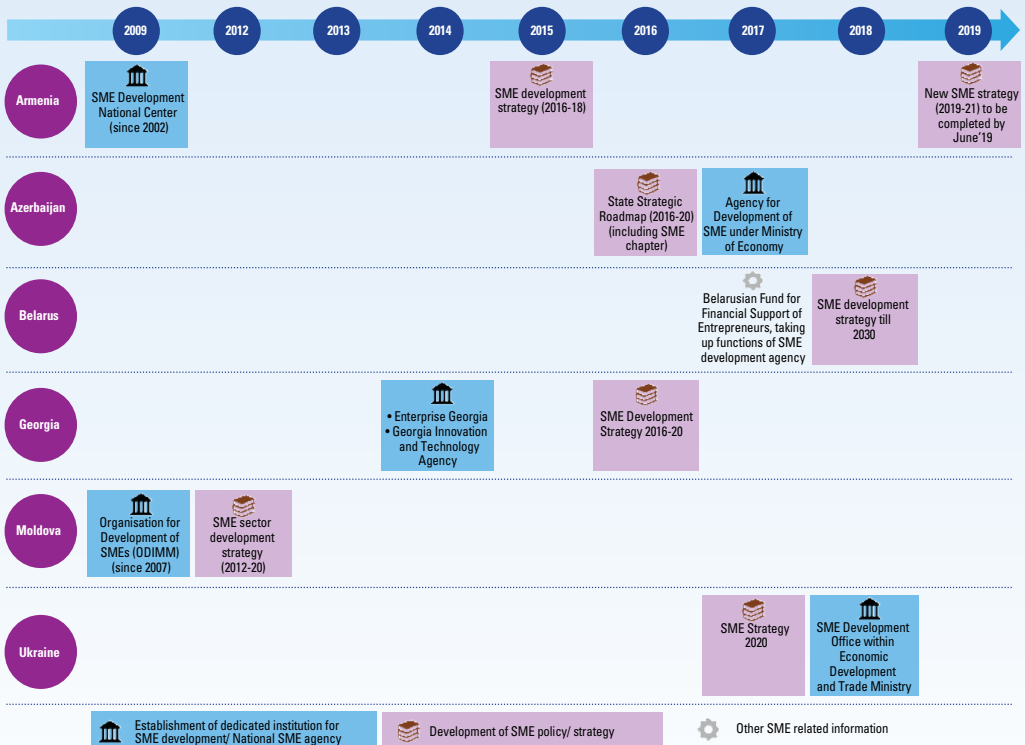 2009 2012 2013 2014 2015 2016 2017 2018 2019
Armenia
SME Development
National Center
(since 2002)
SME development
strategy (2016-18)
New SME strategy
(2019-21) to be
completed by
June'19
Azerbaijan
State Strategic
Roadmap (2016-20)
(including SME
chapter)
Agency for
Development of
SME under Ministry
of Economy
Belarus
Belarusian Fund for
Financial Support of
Entrepreneurs, taking
up functions of SME
development agency
SME development
strategy till
2030
Georgia
• Enterprise Georgia
• Georgia Innovation
and Technology
Agency
SME Development
Strategy 2016-20
Moldova
Organisation for
Development of
SMEs (ODIMM)
(since 2007)
SME sector
development
strategy
(2012-20)
Ukraine
SME Strategy
2020
SME Development
Office within
Economic
Development
and Trade Ministry
Establishment of dedicated institution for
SME development/ National SME agency
Development of SME policy/ strategy
Other SME related information